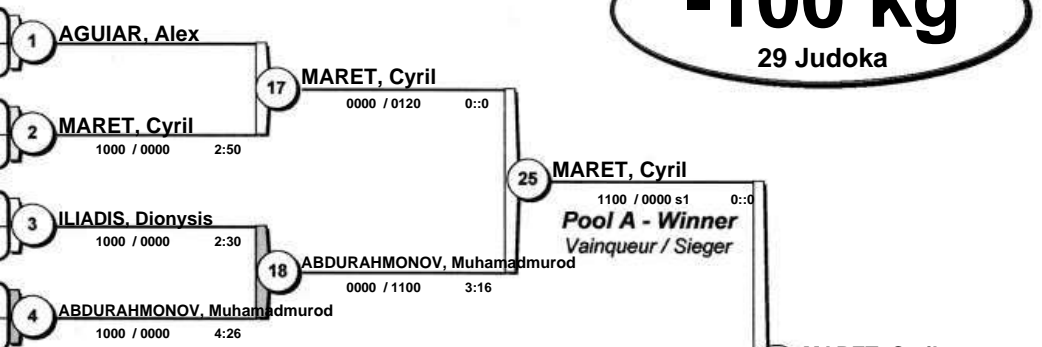 -100 kg
29 Judoka
1 AGUIAR, Alex
17 MARET, Cyril
0000 / 0120 0::0
2 MARET, Cyril
1000 / 0000 2:50
25 MARET, Cyril
1100 / 0000 s1 0::0
Pool A - Winner
Vainqueur / Sieger
3 ILIADIS, Dionysis
1000 / 0000 2:30
18 ABDURAHMONOV, Muhamadmurod
0000 / 1100 3:16
4 ABDURAHMONOV, Muhamadmurod
1000 / 0000 4:26